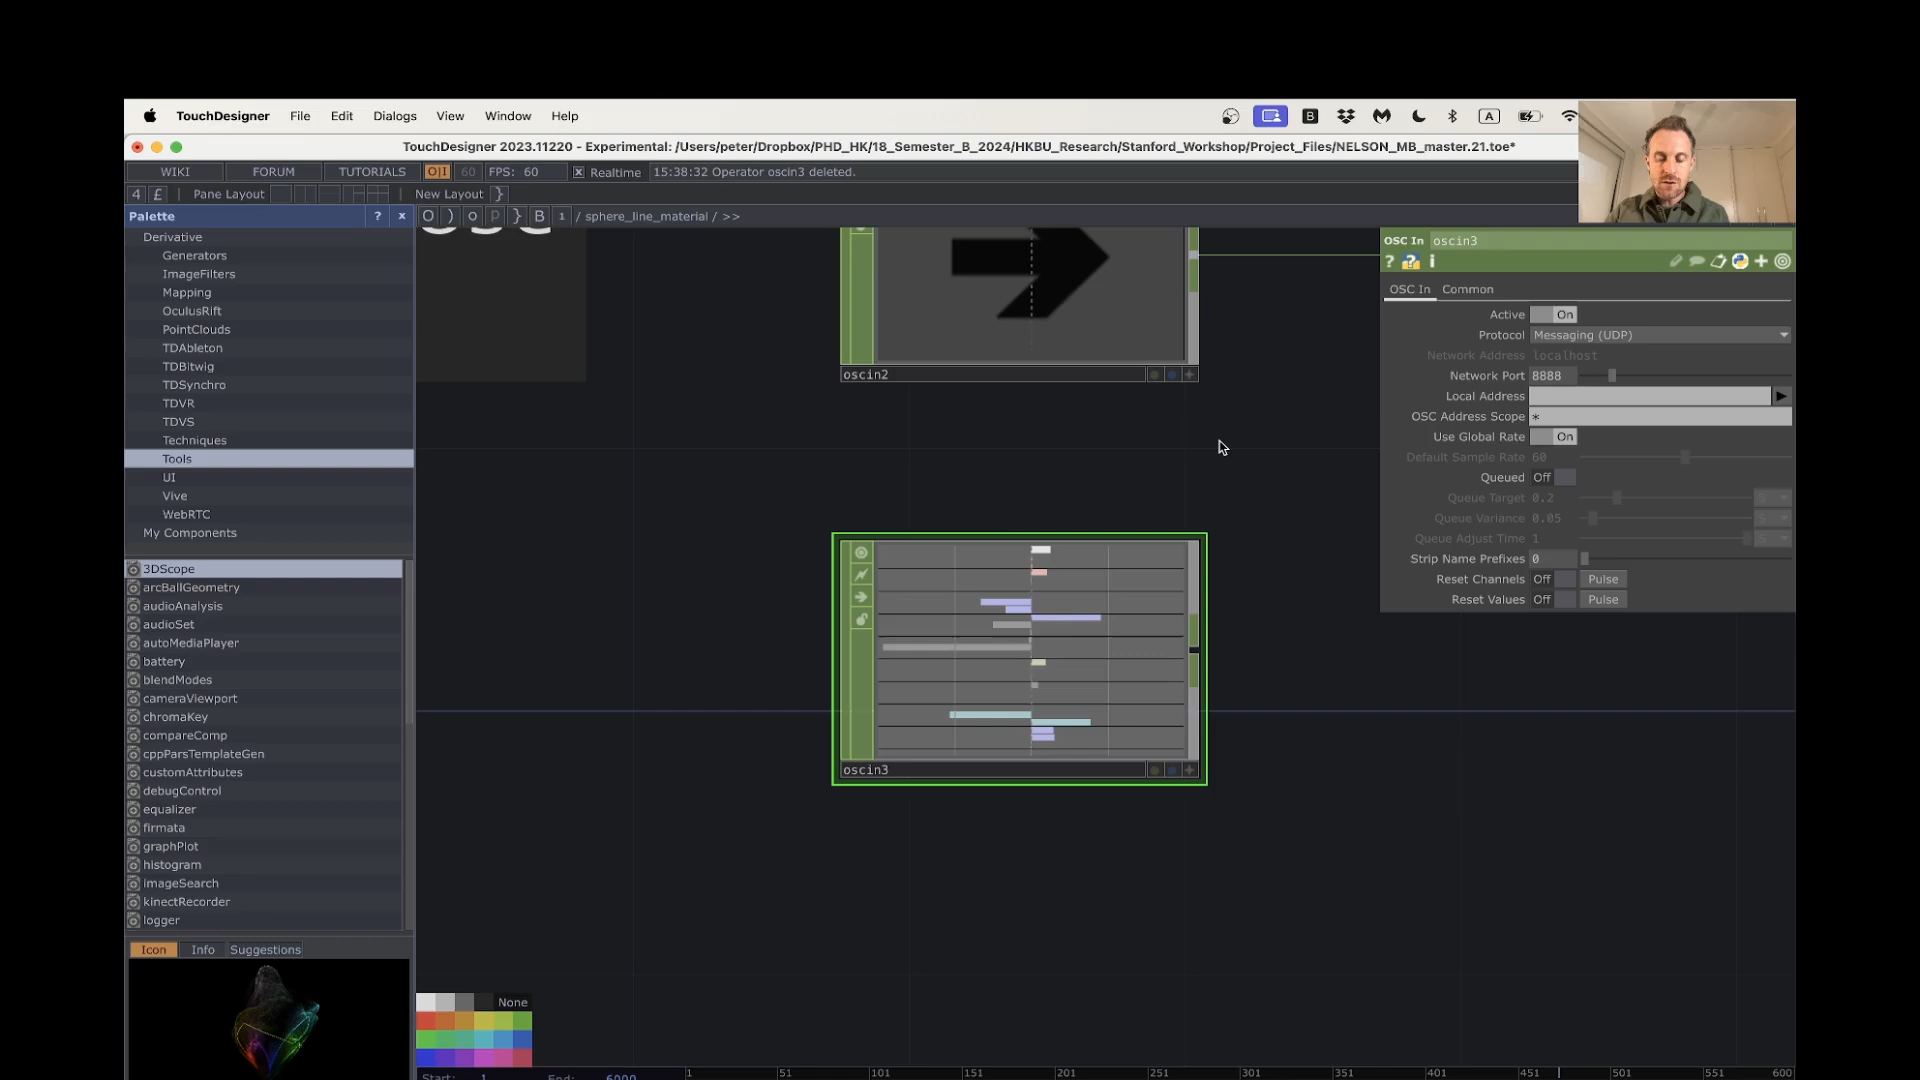 TouchDesigner File Edit Dialogs View Window Help
B A
TouchDesigner 2023.11220 - Experimental: /Users/peter/Dropbox/PHD_HK/18_Semester_B_2024/HKBU_Research/Stanford_Workshop/Project_Files/NELSON_MB_master.21.toe*
WIKI FORUM TUTORIALS O|I 60 FPS: 60 Realtime 15:38:32 Operator oscin3 deleted.
4 £ Pane Layout New Layout }
Palette ? x O ) o p } B 1 / sphere_line_material / >>
Derivative
Generators
ImageFilters
Mapping
OculusRift
PointClouds
TDAbleton
TDBitwig
TDSynchro
TDVR
TDVS
Techniques
Tools
UI
Vive
WebRTC
My Components
3DScope
arcBallGeometry
audioAnalysis
audioSet
autoMediaPlayer
battery
blendModes
cameraViewport
chromaKey
compareComp
cppParsTemplateGen
customAttributes
debugControl
equalizer
firmata
graphPlot
histogram
imageSearch
kinectRecorder
logger
Icon Info Suggestions
oscin2
oscin3
OSC In oscin3
? i
OSC In Common
Active On
Protocol Messaging (UDP)
Network Address localhost
Network Port 8888
Local Address
OSC Address Scope *
Use Global Rate On
Default Sample Rate 60
Queued Off
Queue Target 0.2
Queue Variance 0.05
Queue Adjust Time 1
Strip Name Prefixes 0
Reset Channels Off Pulse
Reset Values Off Pulse
None
Start: 1 End: 6000 1 51 101 151 201 251 301 351 401 451 501 551 600